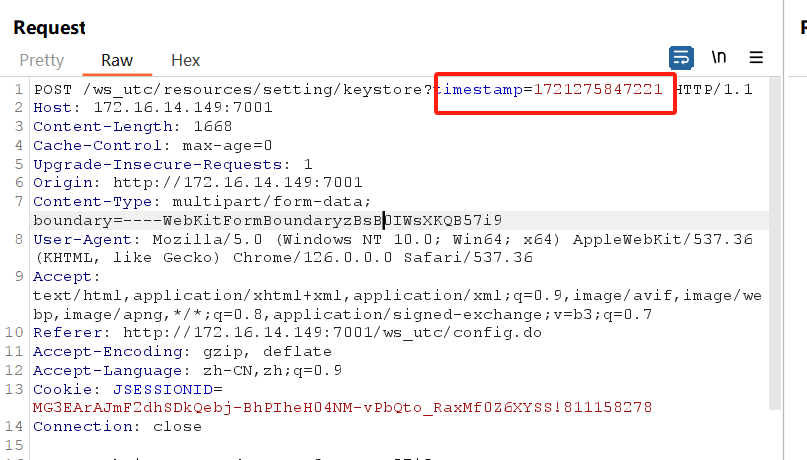 Request
R
Pretty Raw Hex
\n
1 POST /ws_utc/resources/setting/keystore?timestamp=1721275847221 HTTP/1.1
2 Host: 172.16.14.149:7001
3 Content-Length: 1668
4 Cache-Control: max-age=0
5 Upgrade-Insecure-Requests: 1
6 Origin: http://172.16.14.149:7001
7 Content-Type: multipart/form-data;
boundary=----WebKitFormBoundaryzBsB0IWsXKQB57i9
8 User-Agent: Mozilla/5.0 (Windows NT 10.0; Win64; x64) AppleWebKit/537.36
(KHTML, like Gecko) Chrome/126.0.0.0 Safari/537.36
9 Accept:
text/html,application/xhtml+xml,application/xml;q=0.9,image/avif,image/we
bp,image/apng,*/*;q=0.8,application/signed-exchange;v=b3;q=0.7
10 Referer: http://172.16.14.149:7001/ws_utc/config.do
11 Accept-Encoding: gzip, deflate
12 Accept-Language: zh-CN,zh;q=0.9
13 Cookie: JSESSIONID=
MG3EArAJmF2dhSDkQebj-BhPIheH04NM-vPbQto_RaxMf0Z6XYSS!811158278
14 Connection: close
15